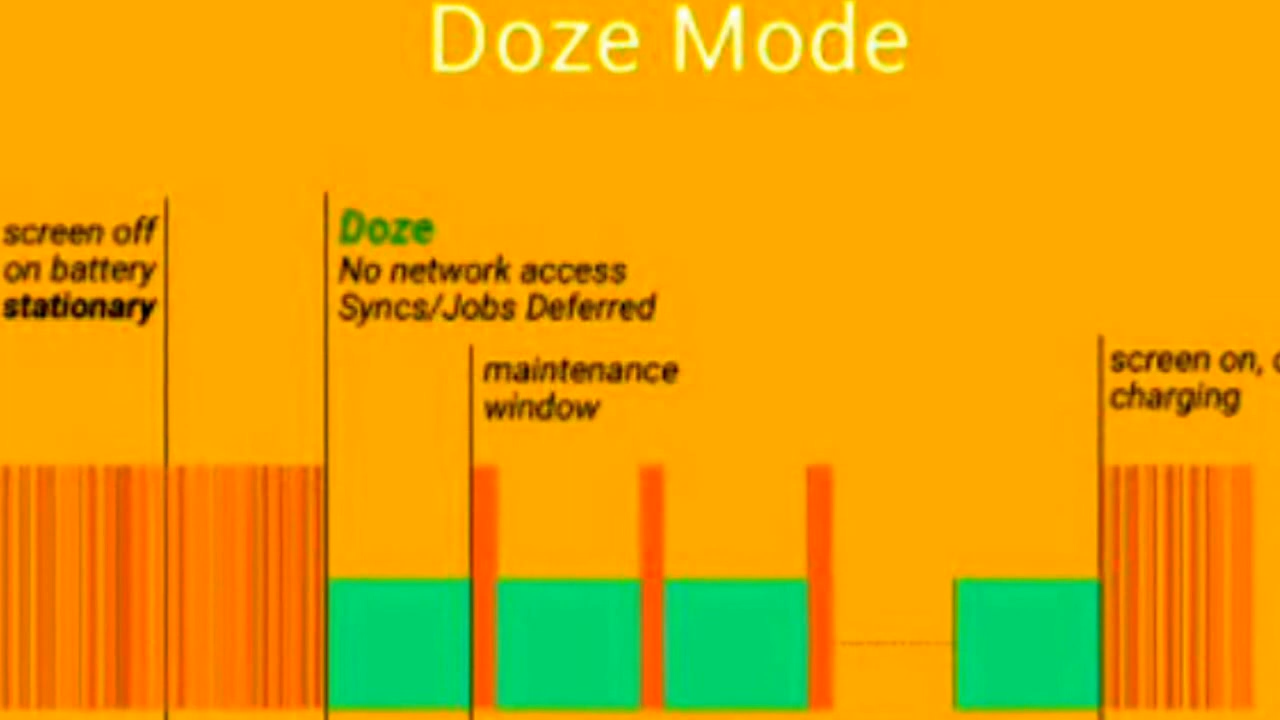 Doze Mode
screen off
on battery
stationary
Doze
No network access
Syncs/Jobs Deferred
maintenance
window
screen on,
charging